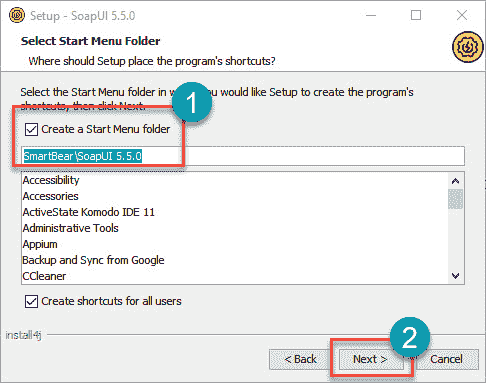 Setup - SoapUI 5.5.0
Select Start Menu Folder
Where should Setup place the program's shortcuts?
Select the Start Menu folder in w you would like Setup to create the program's
shortcuts, then click Next.
1
Create a Start Menu folder
SmartBear\SoapUI 5.5.0
Accessibility
Accessories
ActiveState Komodo IDE 11
Administrative Tools
Appium
Backup and Sync from Google
CCleaner
Create shortcuts for all users
install4j
2
< Back
Next >
Cancel